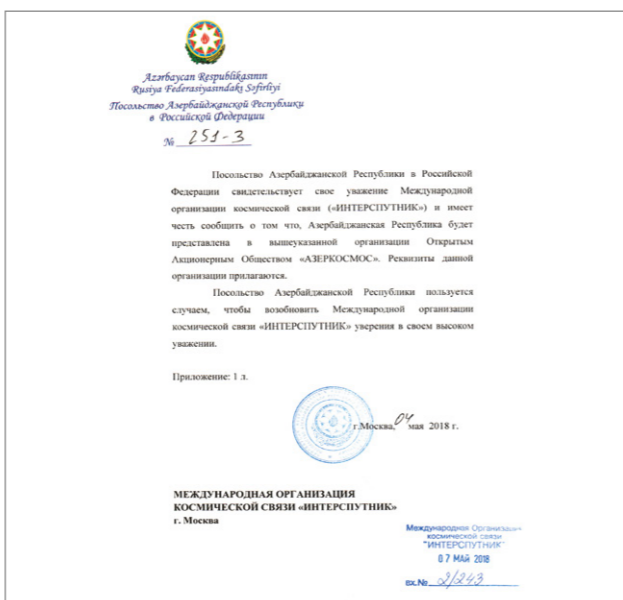 Azərbaycan Respublikasının
Rusiya Federasiyasındakı Səfirliyi
Посольство Азербайджанской Республики
в Российской Федерации
№ 251-3
Посольство Азербайджанской Республики в Российской
Федерации свидетельствует свое уважение Международной
организации космической связи («ИНТЕРСПУТНИК») и имеет
честь сообщить о том что, Азербайджанская Республика будет
представлена в вышеуказанной организации Открытым
Акционерным Обществом «АЗЕРКОСМОС». Реквизиты данной
организации прилагаются.
Посольство Азербайджанской Республики пользуется
случаем, чтобы возобновить Международной организации
космической связи «ИНТЕРСПУТНИК» уверения в своем высоком
уважении.
Приложение: 1 л.
г.Москва, 04 мая 2018 г.
МЕЖДУНАРОДНАЯ ОРГАНИЗАЦИЯ
КОСМИЧЕСКОЙ СВЯЗИ «ИНТЕРСПУТНИК»
г. Москва
Международная Организация
космической связи
"ИНТЕРСПУТНИК"
07 МАЙ 2018
вх.№ 2/243